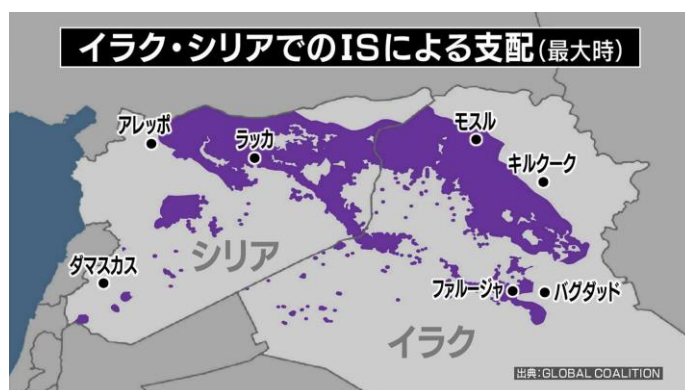 イラク・シリアでのISによる支配(最大時)
アレッポ
ラッカ
モスル
キルクーク
シリア
ダマスカス
ファルージャ
バグダッド
イラク
出典:GLOBAL COALITION